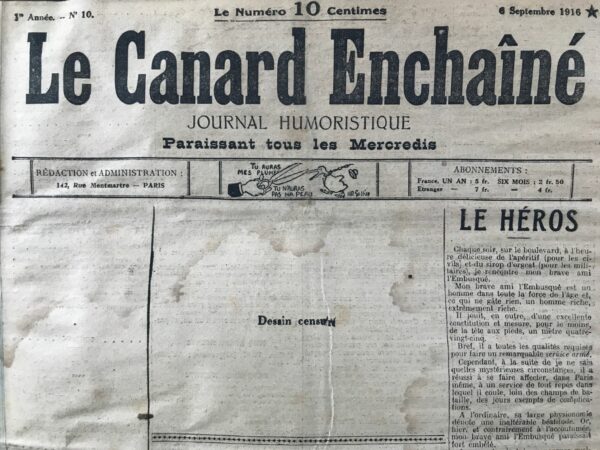 1re Année. — N° 10.
Le Numéro 10 Centimes
6 Septembre 1916
Le Canard Enchaîné
JOURNAL HUMORISTIQUE
Paraissant tous les Mercredis
RÉDACTION et ADMINISTRATION :
142, Rue Montmartre — PARIS
TU AURAS
MES PLUMES
TU N'AURAS
PAS MA PEAU
ABONNEMENTS :
France, UN AN : 5 fr. SIX MOIS : 2 fr. 50
Etranger — 7 fr. — 4 fr.
Dessin censuré
LE HÉROS
Chaque soir, sur le boulevard, à l'heu-
re délicieuse de l'apéritif (pour les ci-
vils) et du sirop d'orgeat (pour les mili-
taires), je rencontre mon brave ami
l'Embusqué.
Mon brave ami l'Embusqué est un
homme dans toute la force de l'âge et,
ce qui ne gâte rien, un homme riche,
extrêmement riche.
Il jouit, en outre, d'une excellente
constitution et mesure, pour le moins,
de la tête aux pieds, un mètre quatre-
vingt-cinq.
Bref, il a toutes les qualités requises
pour faire un remarquable service armé.
Cependant, à la suite de je ne sais
quelles mystérieuses circonstances, il a
réussi à se faire affecter, dans Paris
même, à un service de tout repos dans
lequel il coule, loin des champs de ba-
taille, des jours exempts de complica-
tions.
A l'ordinaire, sa large physionomie
dénote une inaltérable béatitude. Or,
hier, et contrairement à l'accoutumée,
mon brave ami l'Embusqué paraissait
fort embêté.